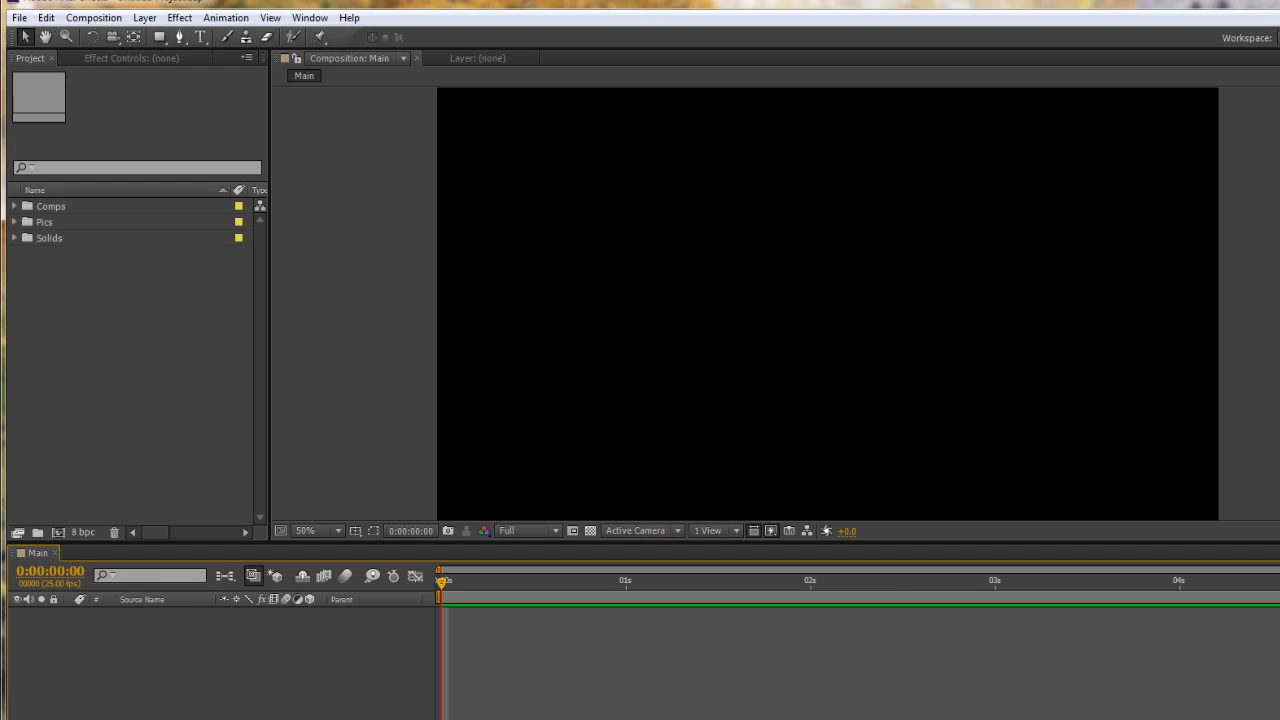 File Edit Composition Layer Effect Animation View Window Help
Workspace:
Project Effect Controls: (none) Composition: Main Layer: (none)
Main
Name Type
Comps
Pics
Solids
8 bpc 50% 0:00:00:00 Full Active Camera 1 View +0.0
Main
0:00:00:00
00000 (25.00 fps)
01s 02s 03s 04s
# Source Name fx Parent